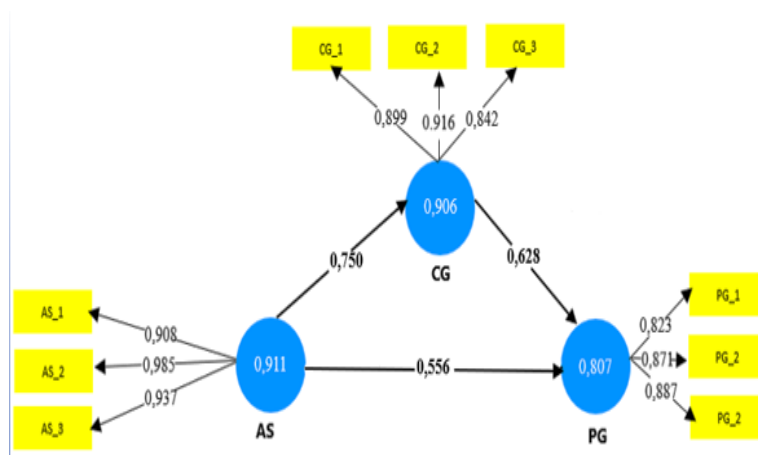 CG_1
CG_2
CG_3
0,899
0.916
0,842
0,906
CG
0,750
0,628
AS_1
AS_2
AS_3
0,908
0,985
0,937
0,911
AS
0,556
0,807
PG
0,823
0,871
0,887
PG_1
PG_2
PG_2